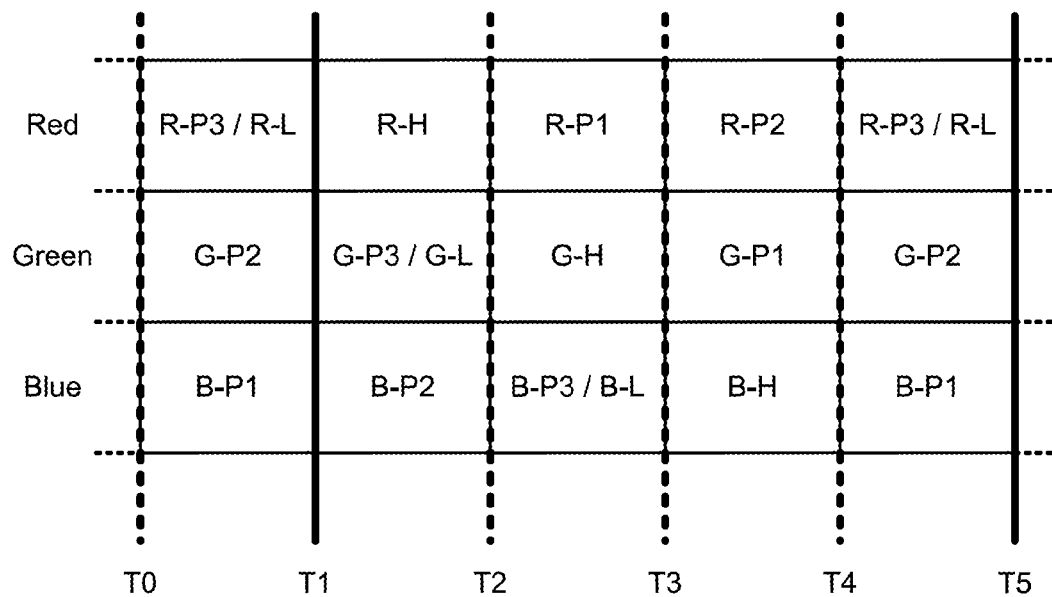 Red R-P3 / R-L R-H R-P1 R-P2 R-P3 / R-L
Green G-P2 G-P3 / G-L G-H G-P1 G-P2
Blue B-P1 B-P2 B-P3 / B-L B-H B-P1
T0 T1 T2 T3 T4 T5